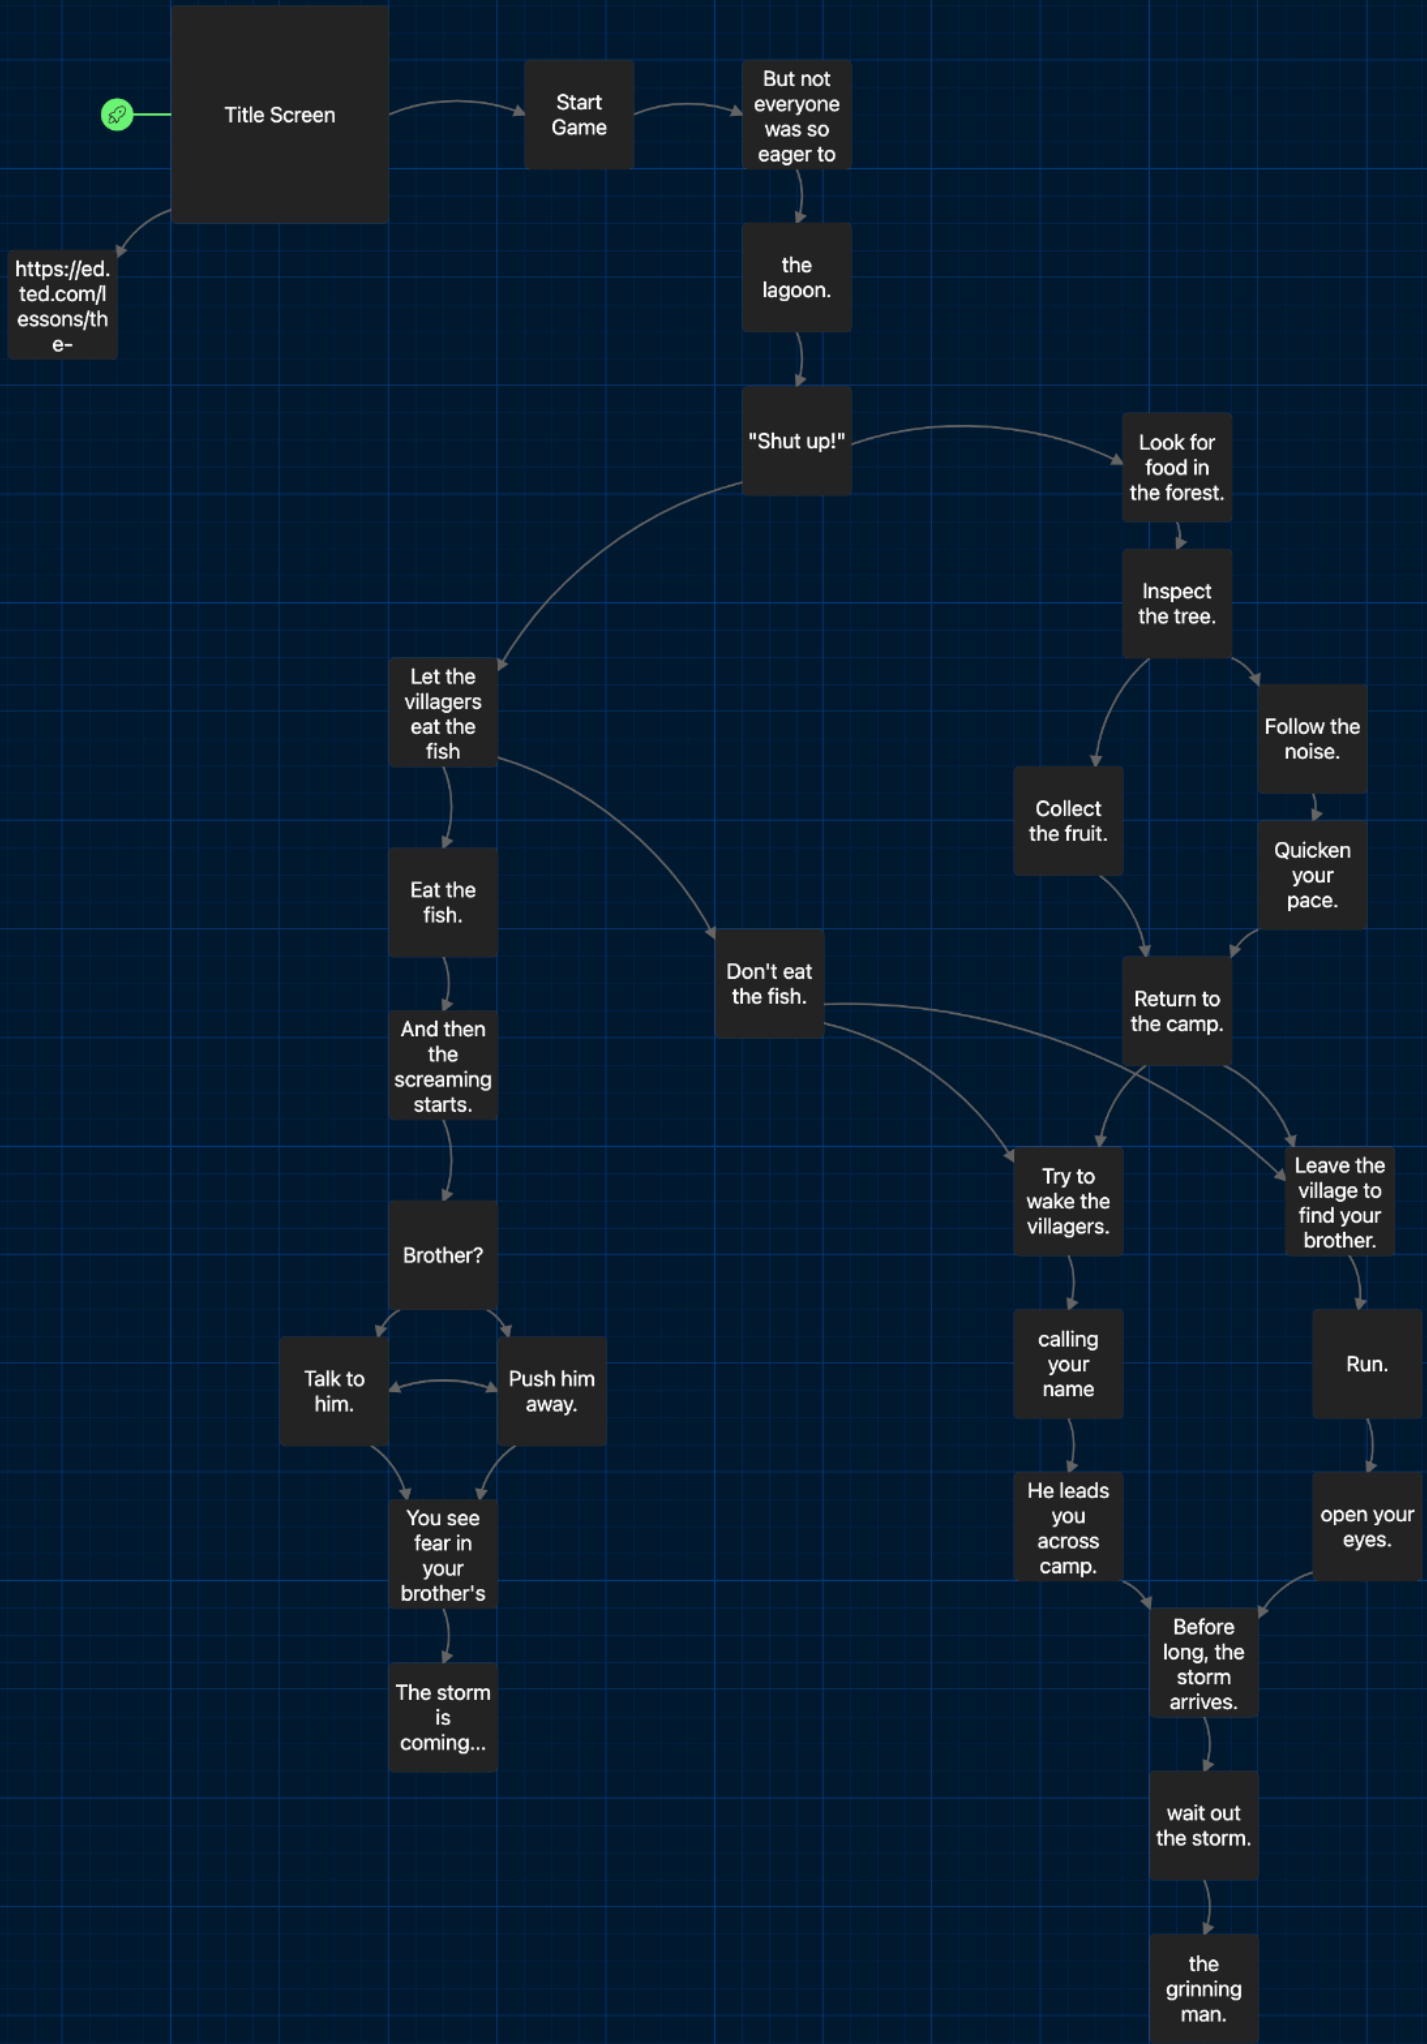 Title Screen
Start
Game
But not
everyone
was so
eager to
https://ed.
ted.com/l
essons/th
e-
the
lagoon.
"Shut up!"
Look for
food in
the forest.
Inspect
the tree.
Let the
villagers
eat the
fish
Follow the
noise.
Collect
the fruit.
Quicken
your
pace.
Eat the
fish.
Don't eat
the fish.
Return to
the camp.
And then
the
screaming
starts.
Try to
wake the
villagers.
Leave the
village to
find your
brother.
Brother?
calling
your
name
Run.
Talk to
him.
Push him
away.
He leads
you
across
camp.
open your
eyes.
You see
fear in
your
brother's
Before
long, the
storm
arrives.
The storm
is
coming...
wait out
the storm.
the
grinning
man.